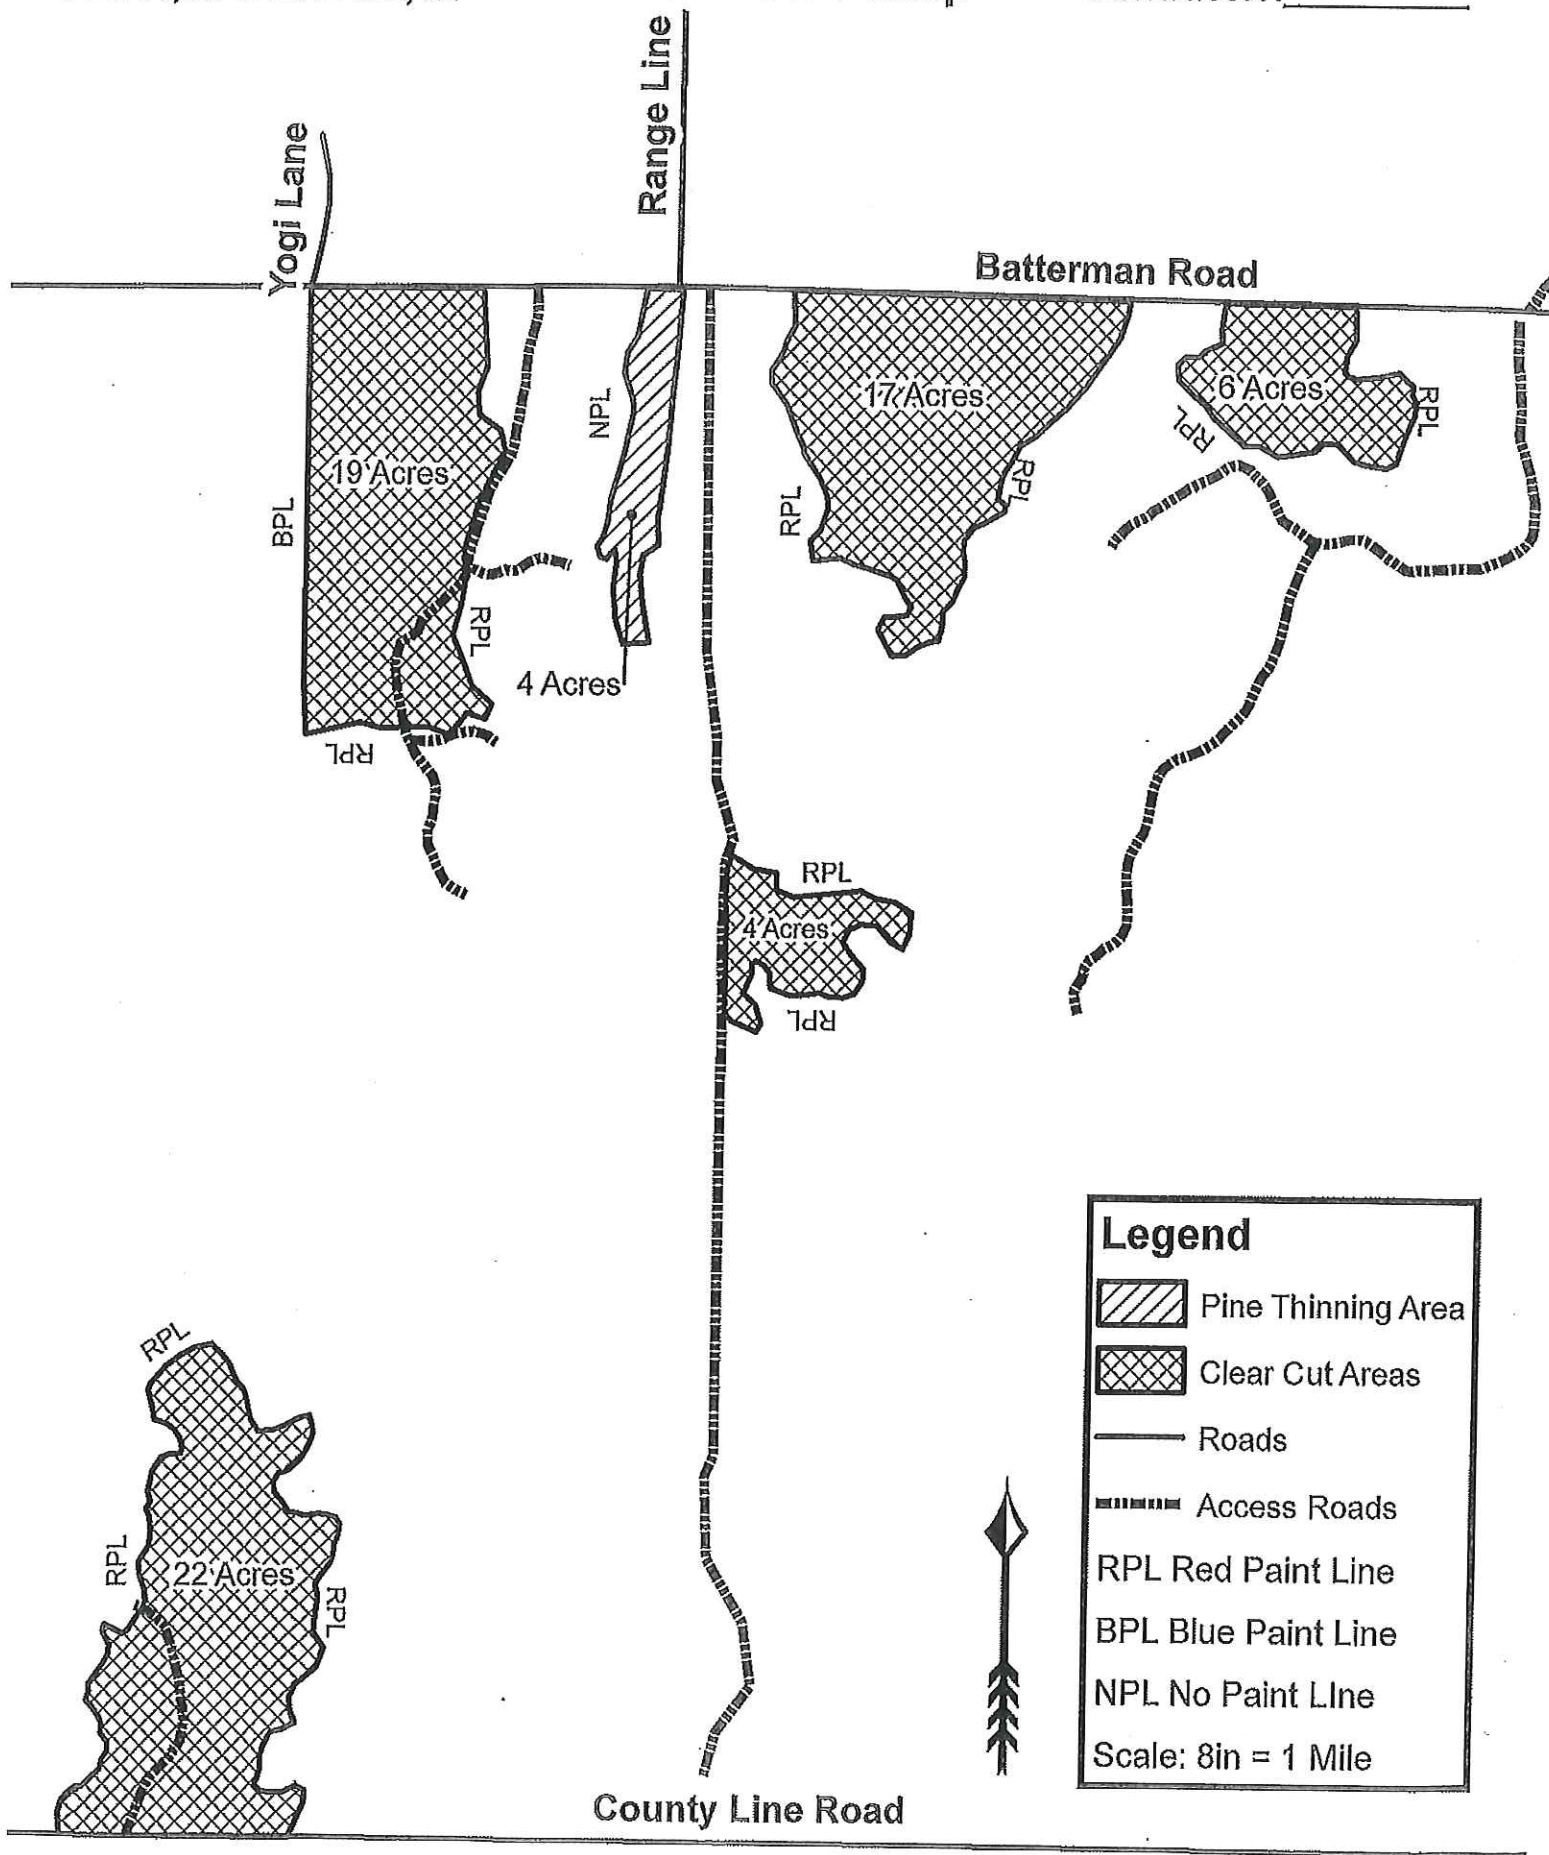 Yogi Lane
Range Line
Batterman Road
BPL
19 Acres
RPL
RPL
NPL
4 Acres
RPL
17 Acres
RPL
RPL
6 Acres
RPL
RPL
4 Acres
RPL
RPL
RPL
22 Acres
RPL
Legend
Pine Thinning Area
Clear Cut Areas
Roads
Access Roads
RPL Red Paint Line
BPL Blue Paint Line
NPL No Paint LIne
Scale: 8in = 1 Mile
County Line Road